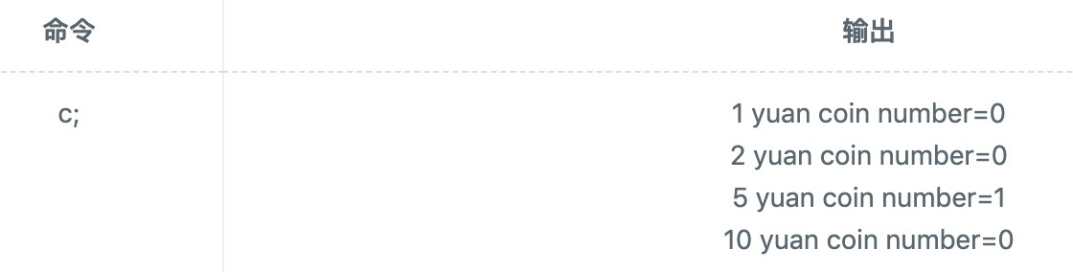 命令 输出
c; 1 yuan coin number=0
2 yuan coin number=0
5 yuan coin number=1
10 yuan coin number=0